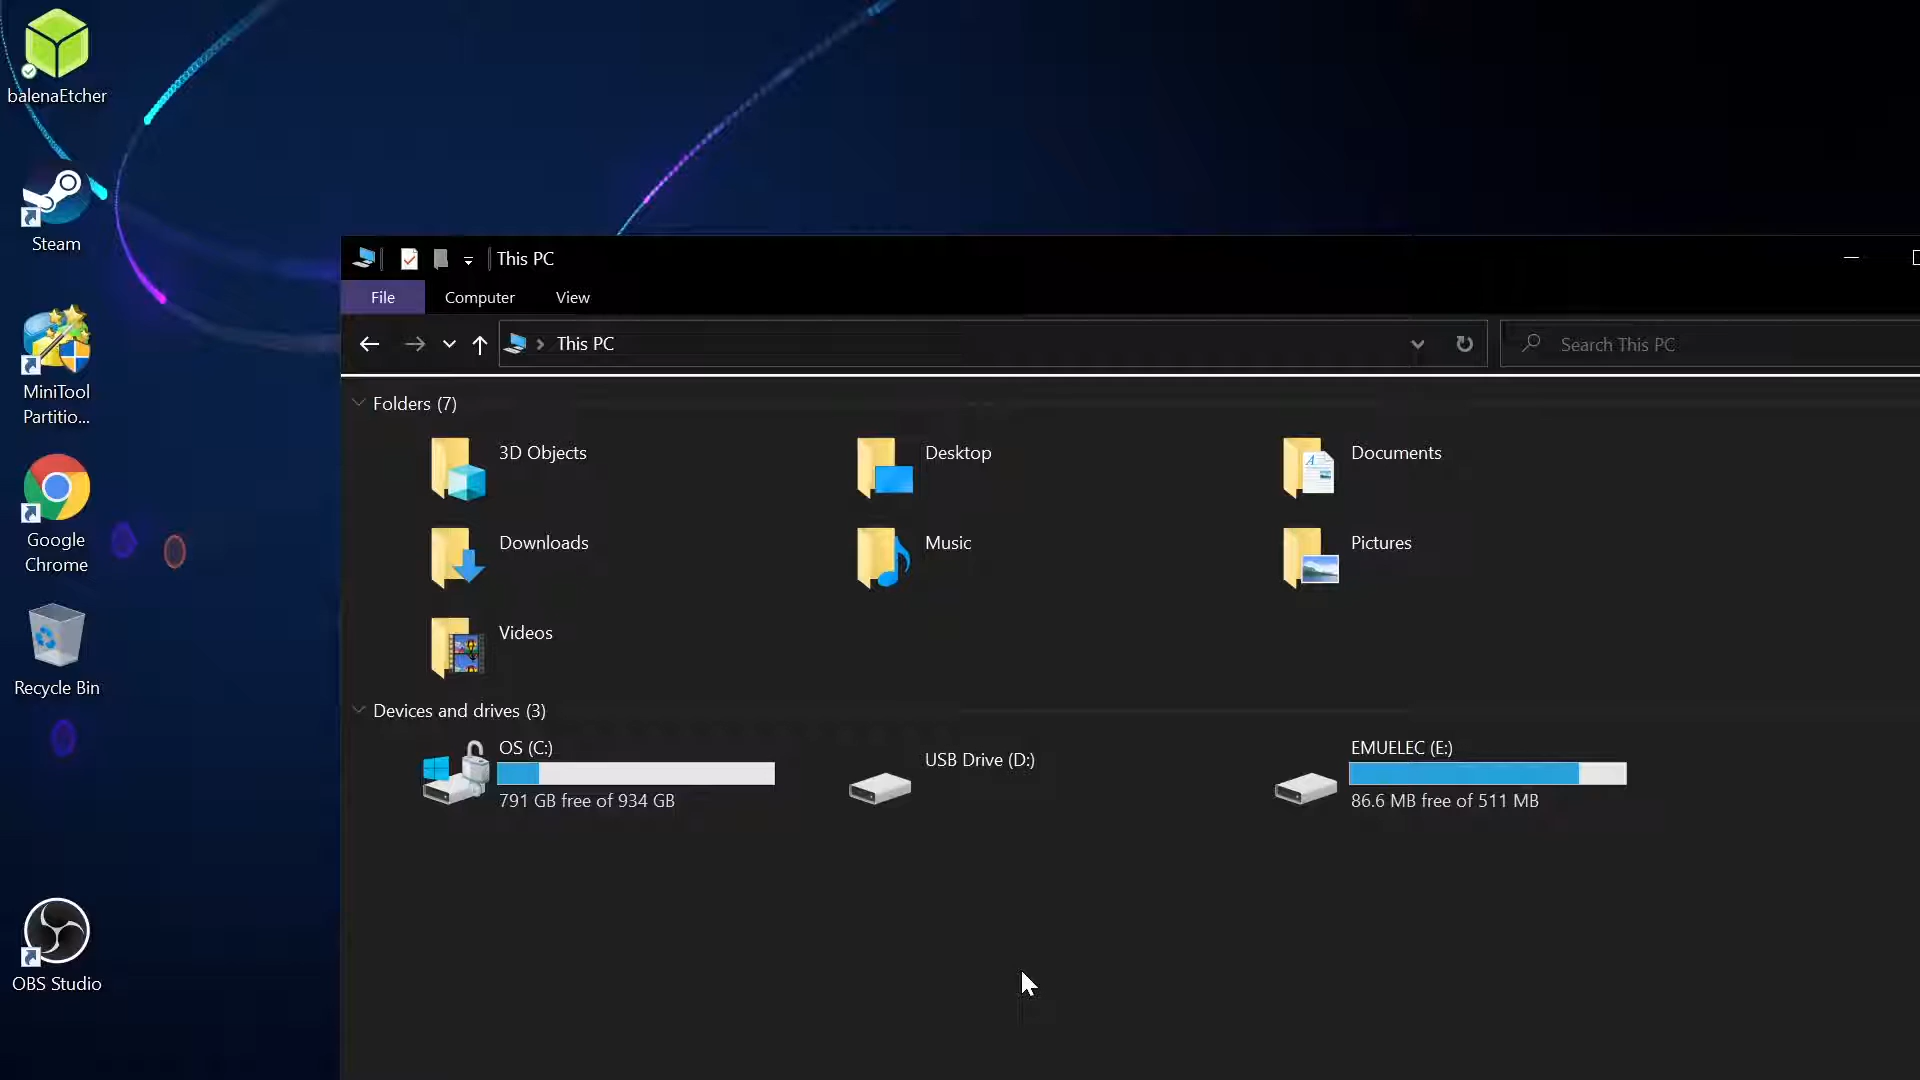 balenaEtcher
Steam
MiniTool
Partitio...
Google
Chrome
Recycle Bin
OBS Studio
This PC
File
Computer
View
This PC
Search This PC
Folders (7)
3D Objects
Desktop
Documents
Downloads
Music
Pictures
Videos
Devices and drives (3)
OS (C:)
791 GB free of 934 GB
USB Drive (D:)
EMUELEC (E:)
86.6 MB free of 511 MB